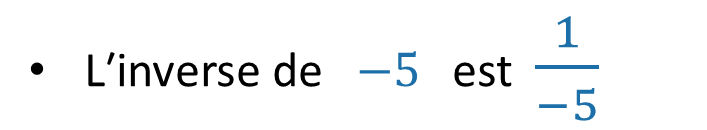 • L’inverse de −5 est 1/−5